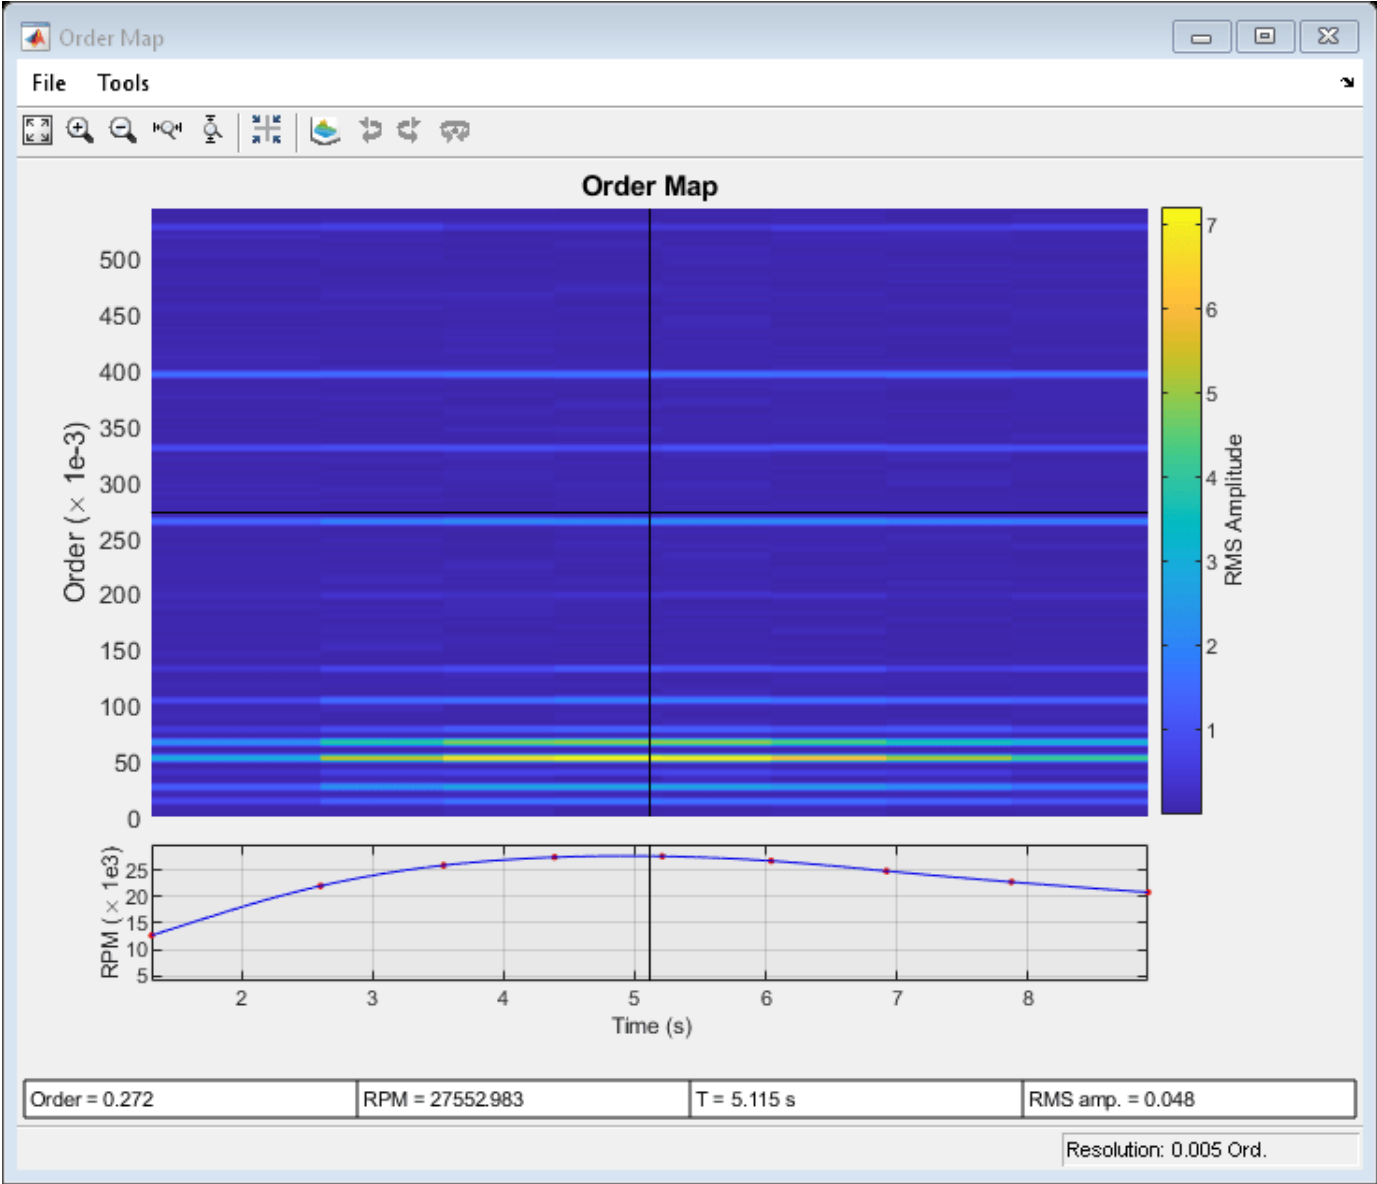 Order Map
File Tools
Order Map
500
450
400
350
300
250
200
150
100
50
0
Order (× 1e-3)
7
6
5
4
3
2
1
RMS Amplitude
25
20
15
10
5
RPM (× 1e3)
2 3 4 5 6 7 8
Time (s)
Order = 0.272 RPM = 27552.983 T = 5.115 s RMS amp. = 0.048
Resolution: 0.005 Ord.